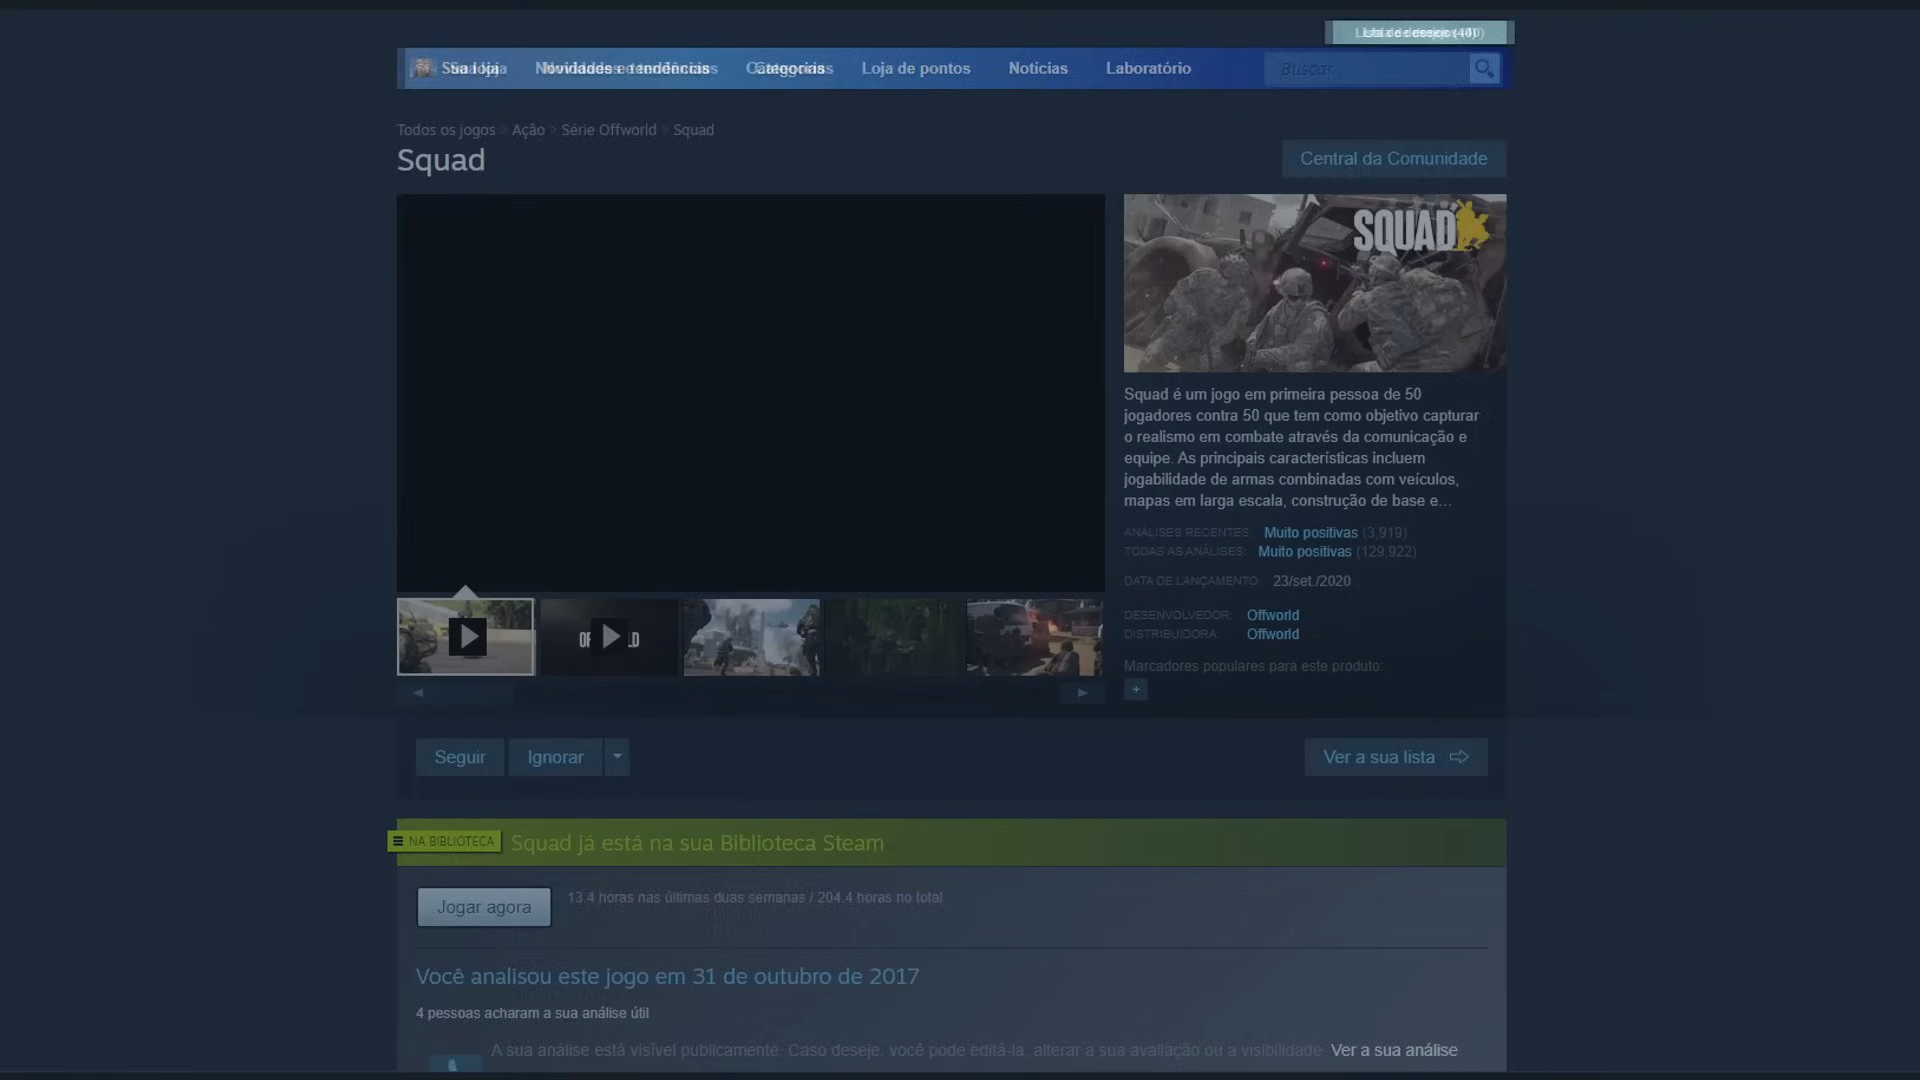 Lista de desejos
Sua loja Novidades e tendências Categorias Loja de pontos Notícias Laboratório Buscar
Todos os jogos > Ação > Série Offworld > Squad
Squad
Central da Comunidade
SQUAD
Squad é um jogo em primeira pessoa de 50
jogadores contra 50 que tem como objetivo capturar
o realismo em combate através da comunicação e
equipe. As principais características incluem
jogabilidade de armas combinadas com veículos,
mapas em larga escala, construção de base e...
ANÁLISES RECENTES: Muito positivas (3,919)
TODAS AS ANÁLISES: Muito positivas (129,922)
DATA DE LANÇAMENTO: 23/set./2020
DESENVOLVEDOR: Offworld
DISTRIBUIDORA: Offworld
Marcadores populares para este produto:
+
Seguir Ignorar
Ver a sua lista
NA BIBLIOTECA Squad já está na sua Biblioteca Steam
Jogar agora 13.4 horas nas últimas duas semanas / 204.4 horas no total
Você analisou este jogo em 31 de outubro de 2017
4 pessoas acharam a sua análise útil
A sua análise está visível publicamente. Caso deseje, você pode editá-la, alterar a sua avaliação ou a visibilidade. Ver a sua análise